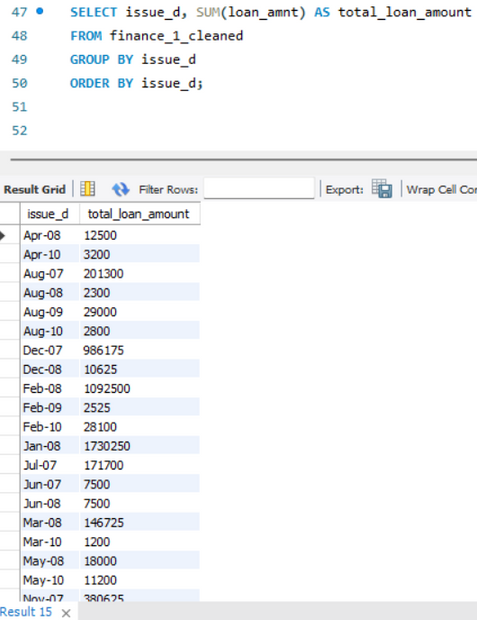 47 SELECT issue_d, SUM(loan_amnt) AS total_loan_amount
48 FROM finance_1_cleaned
49 GROUP BY issue_d
50 ORDER BY issue_d;
51
52
Result Grid Filter Rows: Export: Wrap Cell Con
issue_d total_loan_amount
Apr-08 12500
Apr-10 3200
Aug-07 201300
Aug-08 2300
Aug-09 29000
Aug-10 2800
Dec-07 986175
Dec-08 10625
Feb-08 1092500
Feb-09 2525
Feb-10 28100
Jan-08 1730250
Jul-07 171700
Jun-07 7500
Jun-08 7500
Mar-08 146725
Mar-10 1200
May-08 18000
May-10 11200
Nov-07 380625
Result 15